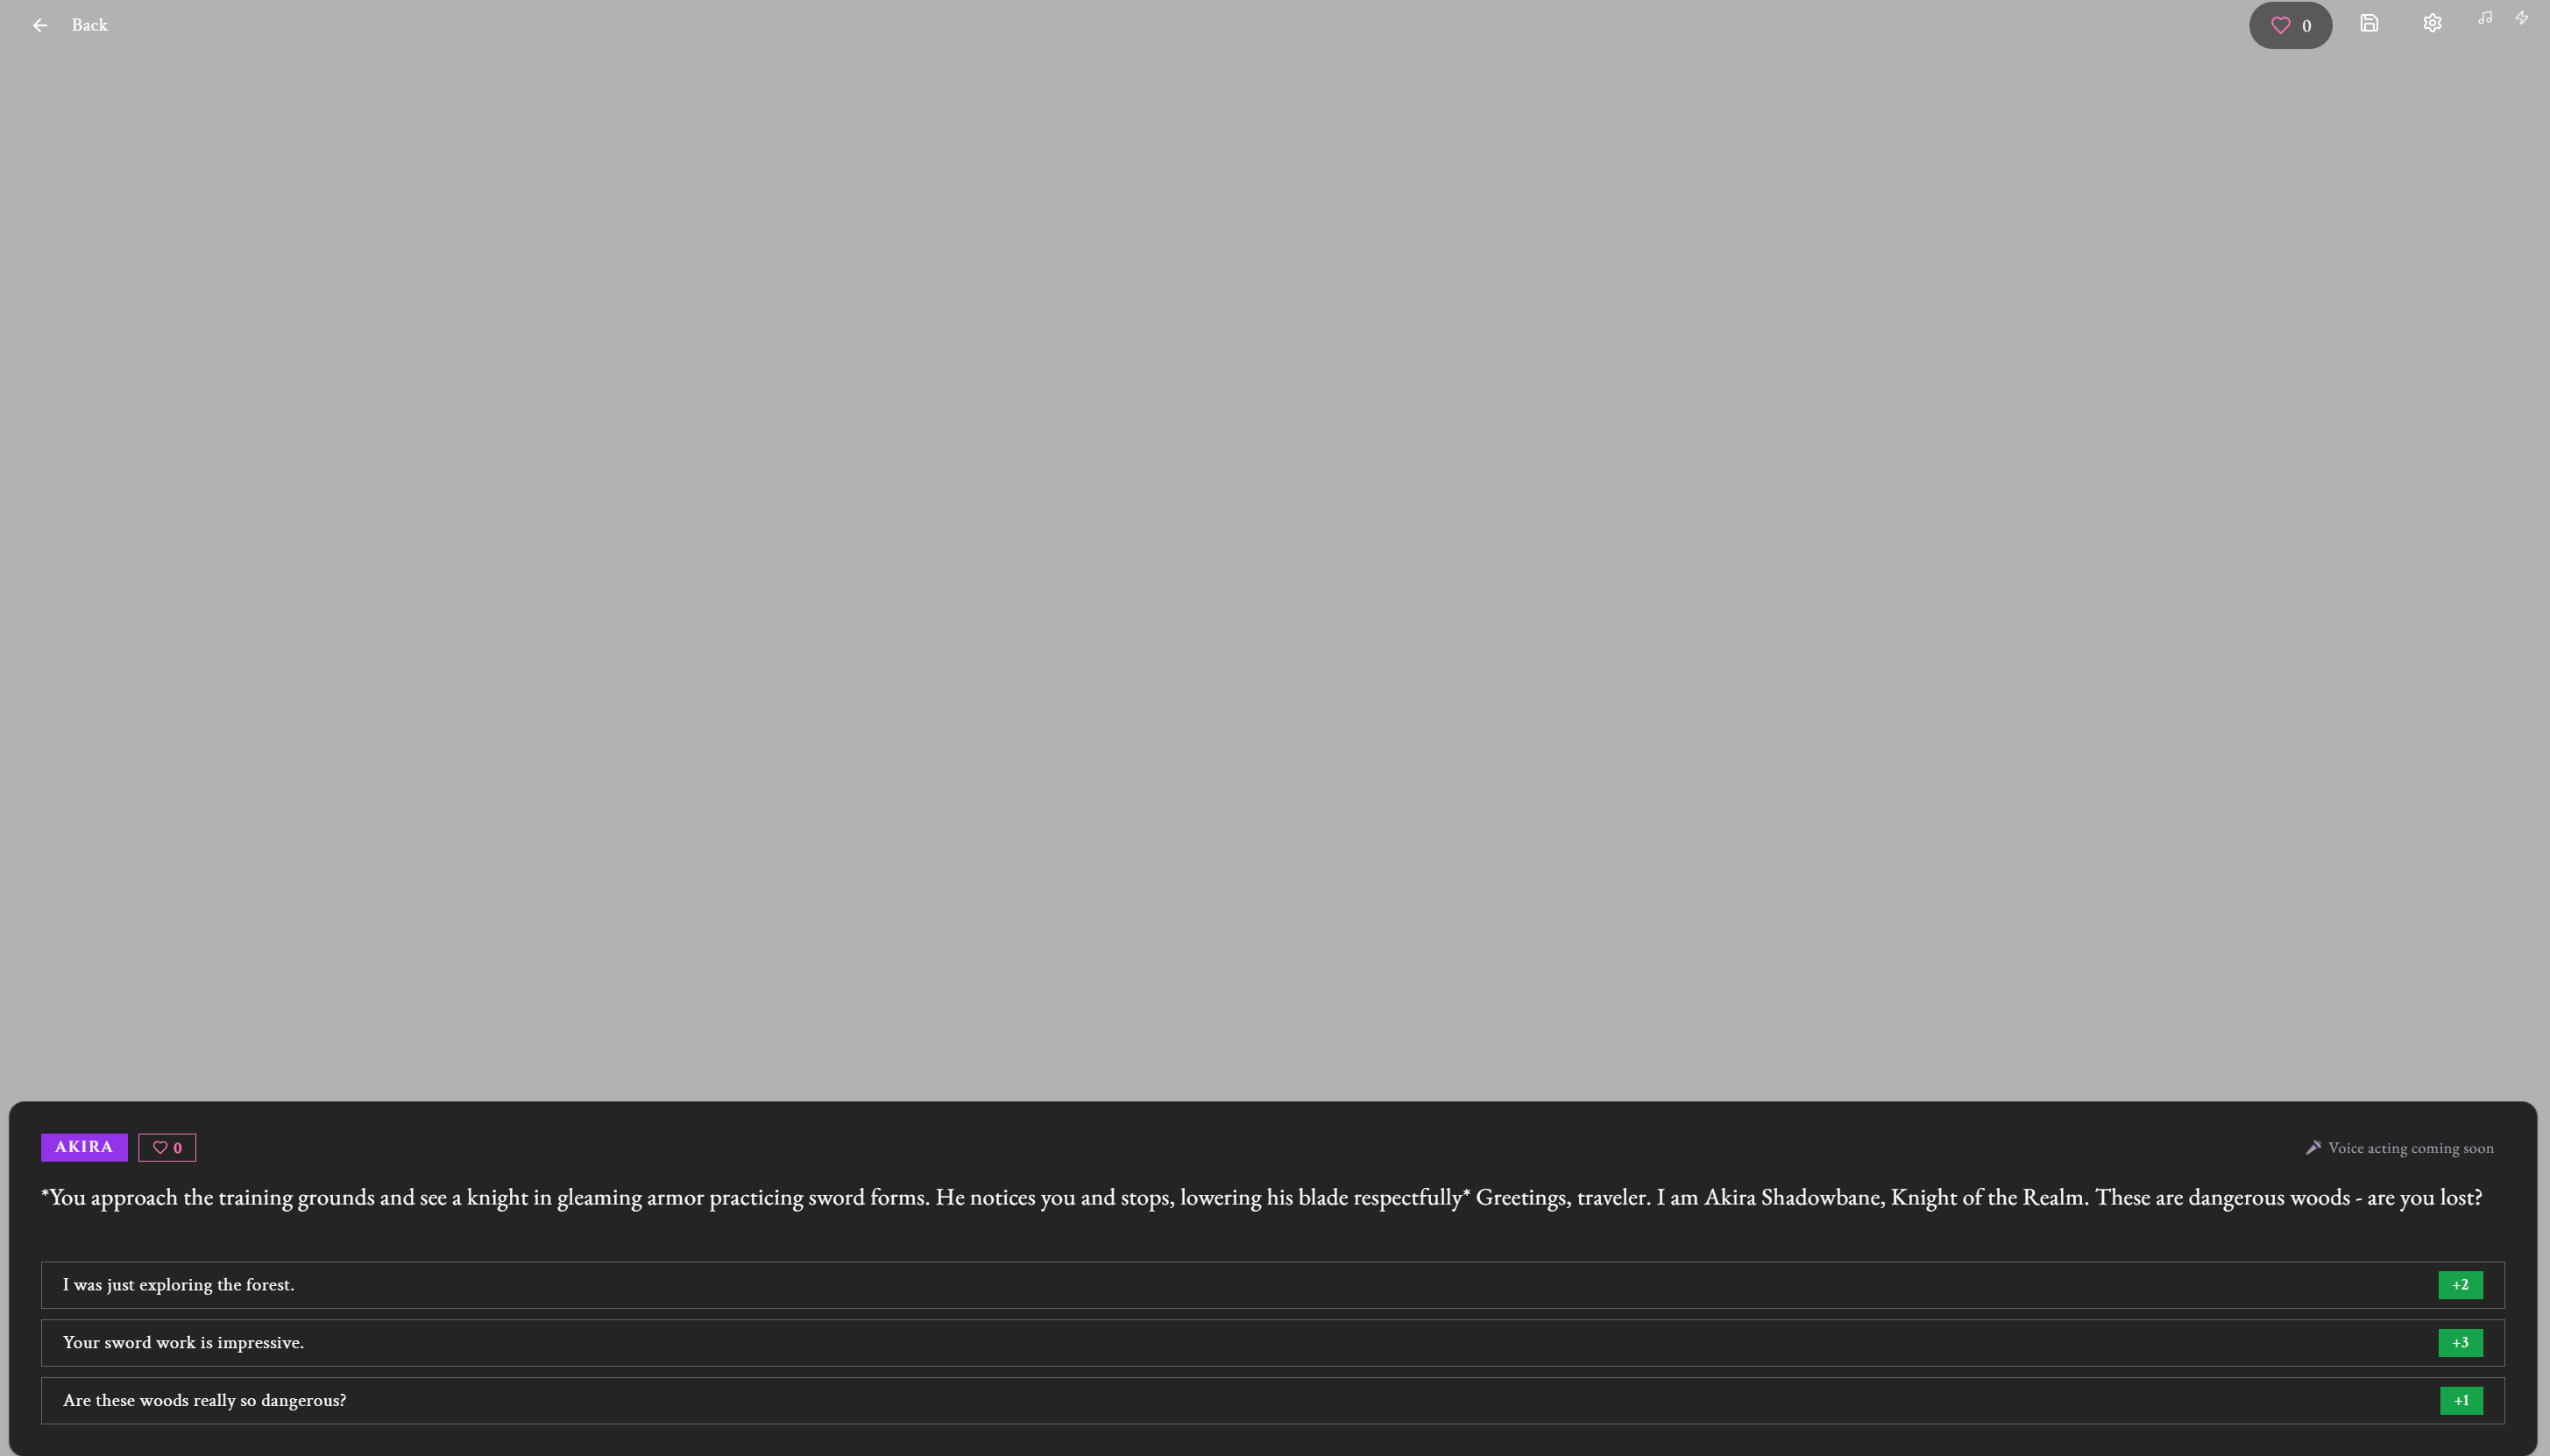 Back
0
AKIRA
0
Voice acting coming soon
*You approach the training grounds and see a knight in gleaming armor practicing sword forms. He notices you and stops, lowering his blade respectfully* Greetings, traveler. I am Akira Shadowbane, Knight of the Realm. These are dangerous woods - are you lost?
I was just exploring the forest.
+2
Your sword work is impressive.
+3
Are these woods really so dangerous?
+1